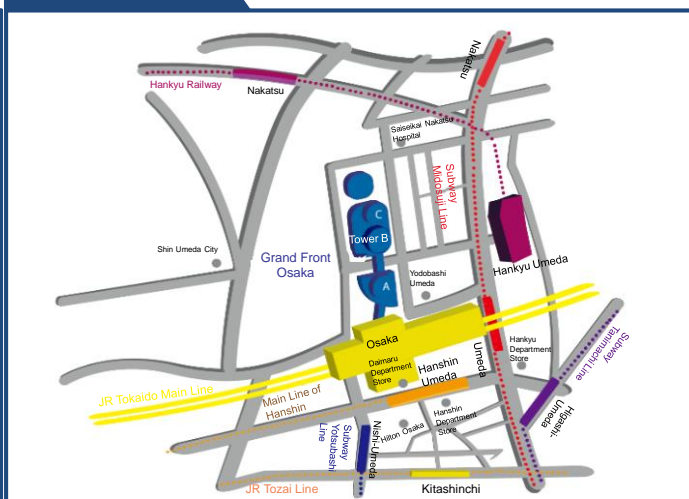 Nakatsu
Hankyu Railway
Nakatsu
Saiseikai Nakatsu
Hospital
Subway
Midosuji Line
C
Tower B
Shin Umeda City
Grand Front
Osaka
Hankyu Umeda
Yodobashi
Umeda
A
Osaka
Umeda
Hankyu
Department
Store
Subway
Tanimachi Line
Daimaru
Department
Store
Hanshin
Umeda
JR Tokaido Main Line
Main Line of
Hanshin
Higashi-
Umeda
Hanshin
Department
Store
Hilton Osaka
Nishi-Umeda
Subway
Yotsubashi
Line
JR Tozai Line
Kitashinchi